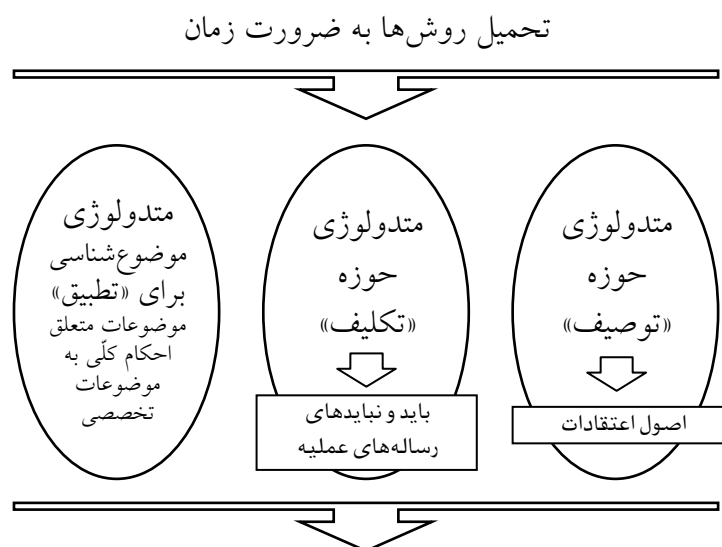 تحمیل روش‌ها به ضرورت زمان
متدولوژی
حوزه
«توصیف»
اصول اعتقادات
متدولوژی
حوزه
«تکلیف»
باید و نبایدهای
رساله‌های عملیه
متدولوژی
موضوع‌شناسی
برای «تطبیق»
موضوعات متعلق
احکام کلّی به
موضوعات
تخصصی